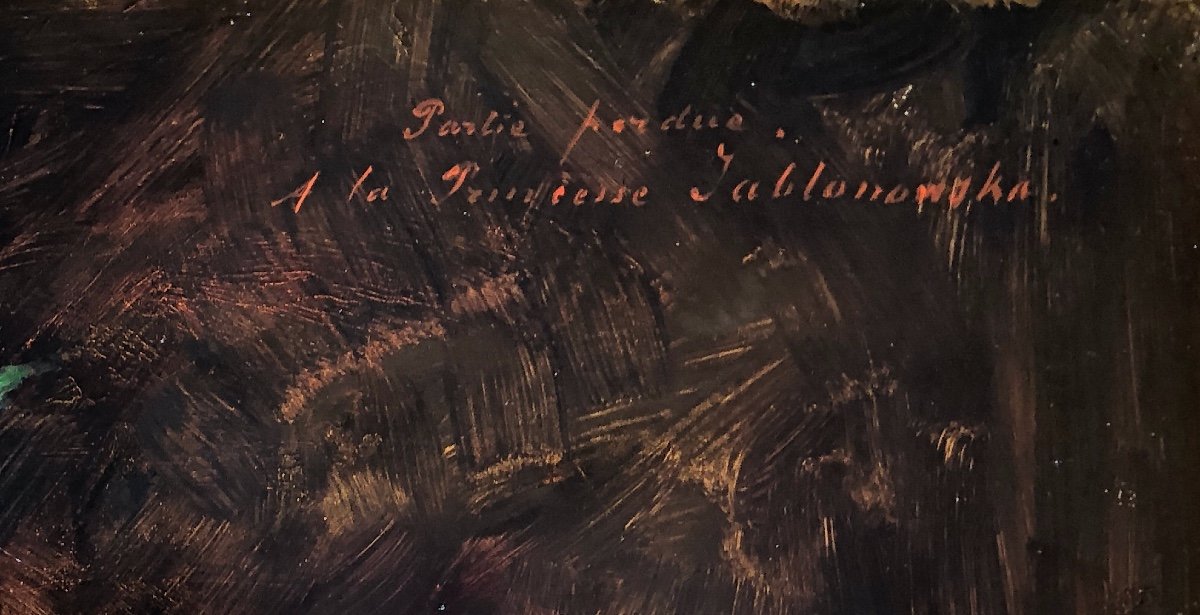 Partie perdue.
A la Princesse Jablonowska.